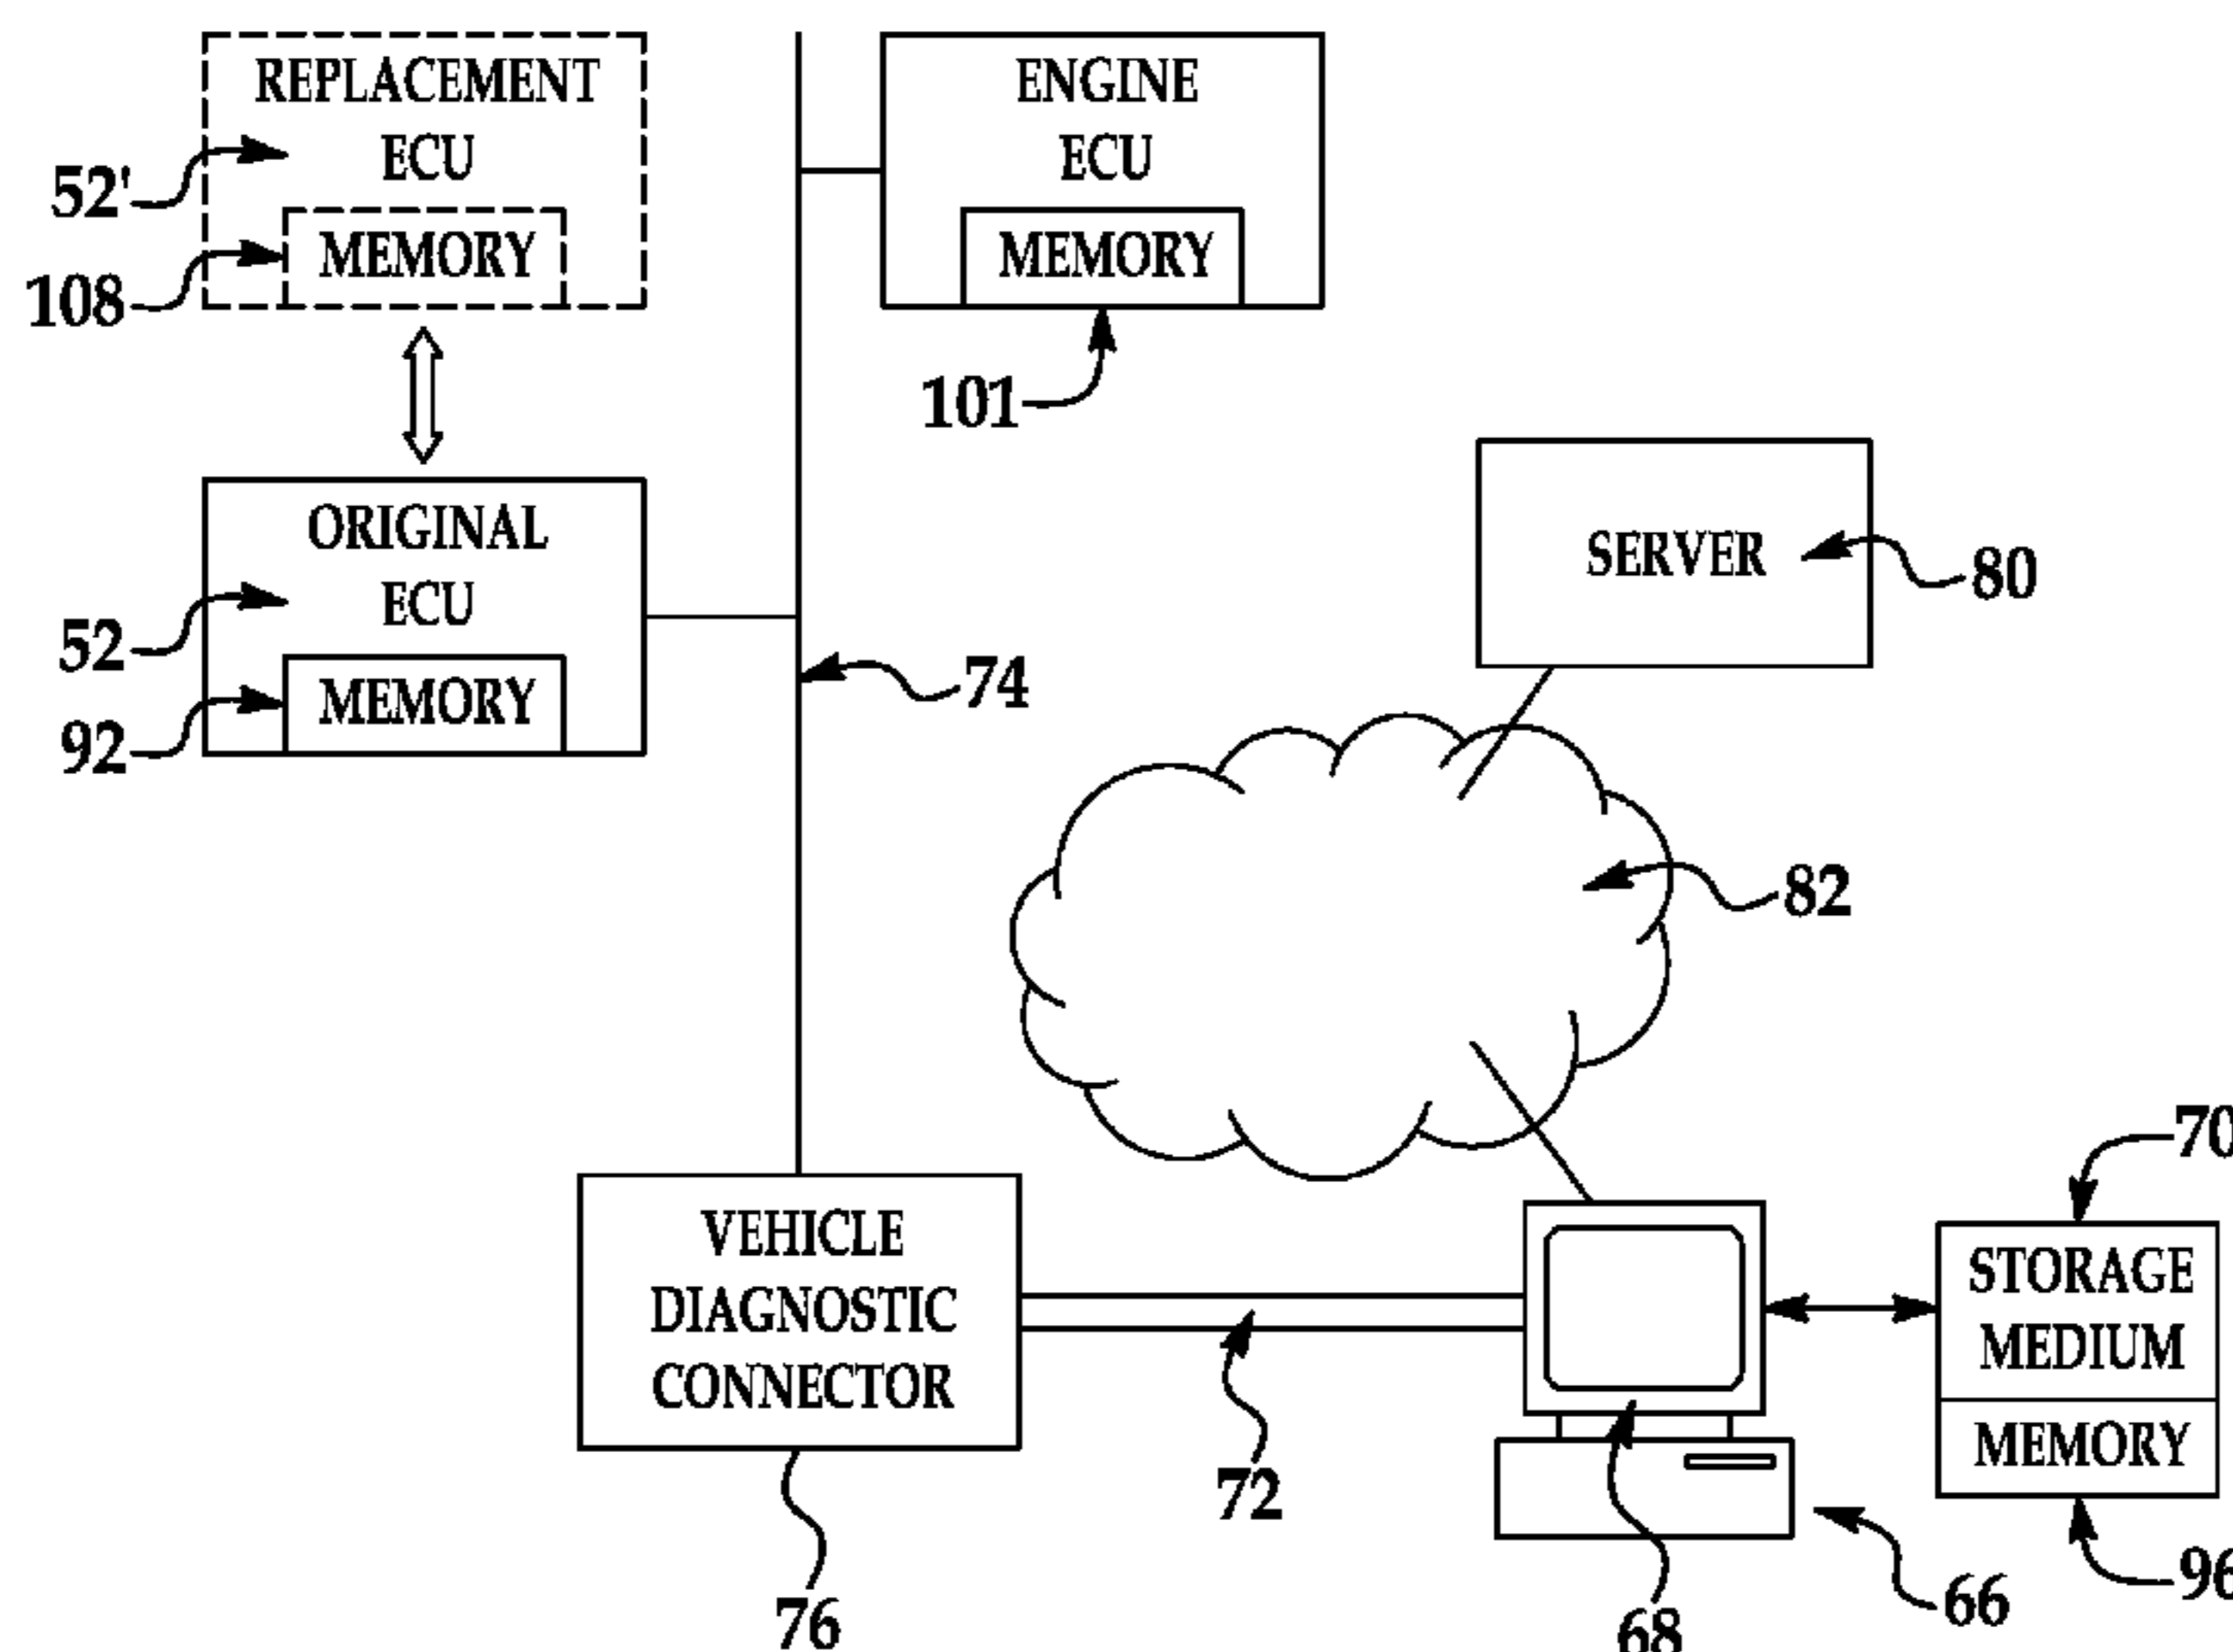 REPLACEMENT
ECU
52'
MEMORY
108
ENGINE
ECU
MEMORY
101
ORIGINAL
ECU
52
MEMORY
92
74
SERVER
80
82
VEHICLE
DIAGNOSTIC
CONNECTOR
76
72
68
66
70
STORAGE
MEDIUM
MEMORY
96